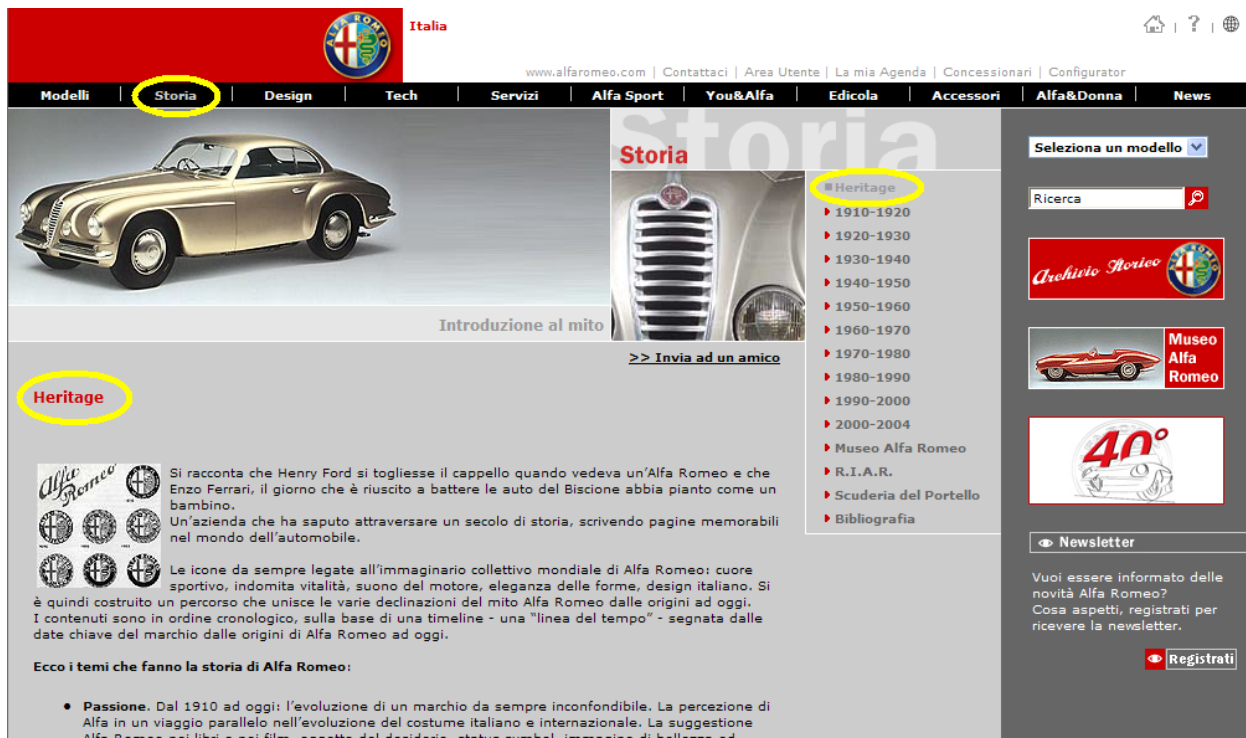 Italia
www.alfaromeo.com | Contattaci | Area Utente | La mia Agenda | Concessionari | Configurator
Modelli | Storia | Design | Tech | Servizi | Alfa Sport | You&Alfa | Edicola | Accessori | Alfa&Donna | News
Storia
Storia
Introduzione al mito
>> Invia ad un amico
Heritage
1910-1920
1920-1930
1930-1940
1940-1950
1950-1960
1960-1970
1970-1980
1980-1990
1990-2000
2000-2004
Museo Alfa Romeo
R.I.A.R.
Scuderia del Portello
Bibliografia
Heritage
Alfa Romeo
Si racconta che Henry Ford si togliesse il cappello quando vedeva un'Alfa Romeo e che
Enzo Ferrari, il giorno che è riuscito a battere le auto del Biscione abbia pianto come un
bambino.
Un'azienda che ha saputo attraversare un secolo di storia, scrivendo pagine memorabili
nel mondo dell'automobile.
Le icone da sempre legate all'immaginario collettivo mondiale di Alfa Romeo: cuore
sportivo, indomita vitalità, suono del motore, eleganza delle forme, design italiano. Si
è quindi costruito un percorso che unisce le varie declinazioni del mito Alfa Romeo dalle origini ad oggi.
I contenuti sono in ordine cronologico, sulla base di una timeline - una "linea del tempo" - segnata dalle
date chiave del marchio dalle origini di Alfa Romeo ad oggi.
Ecco i temi che fanno la storia di Alfa Romeo:
• Passione. Dal 1910 ad oggi: l'evoluzione di un marchio da sempre inconfondibile. La percezione di
Alfa in un viaggio parallelo nell'evoluzione del costume italiano e internazionale. La suggestione
Seleziona un modello
Ricerca
Archivio Storico
Museo
Alfa
Romeo
40°
Newsletter
Vuoi essere informato delle
novità Alfa Romeo?
Cosa aspetti, registrati per
ricevere la newsletter.
Registrati